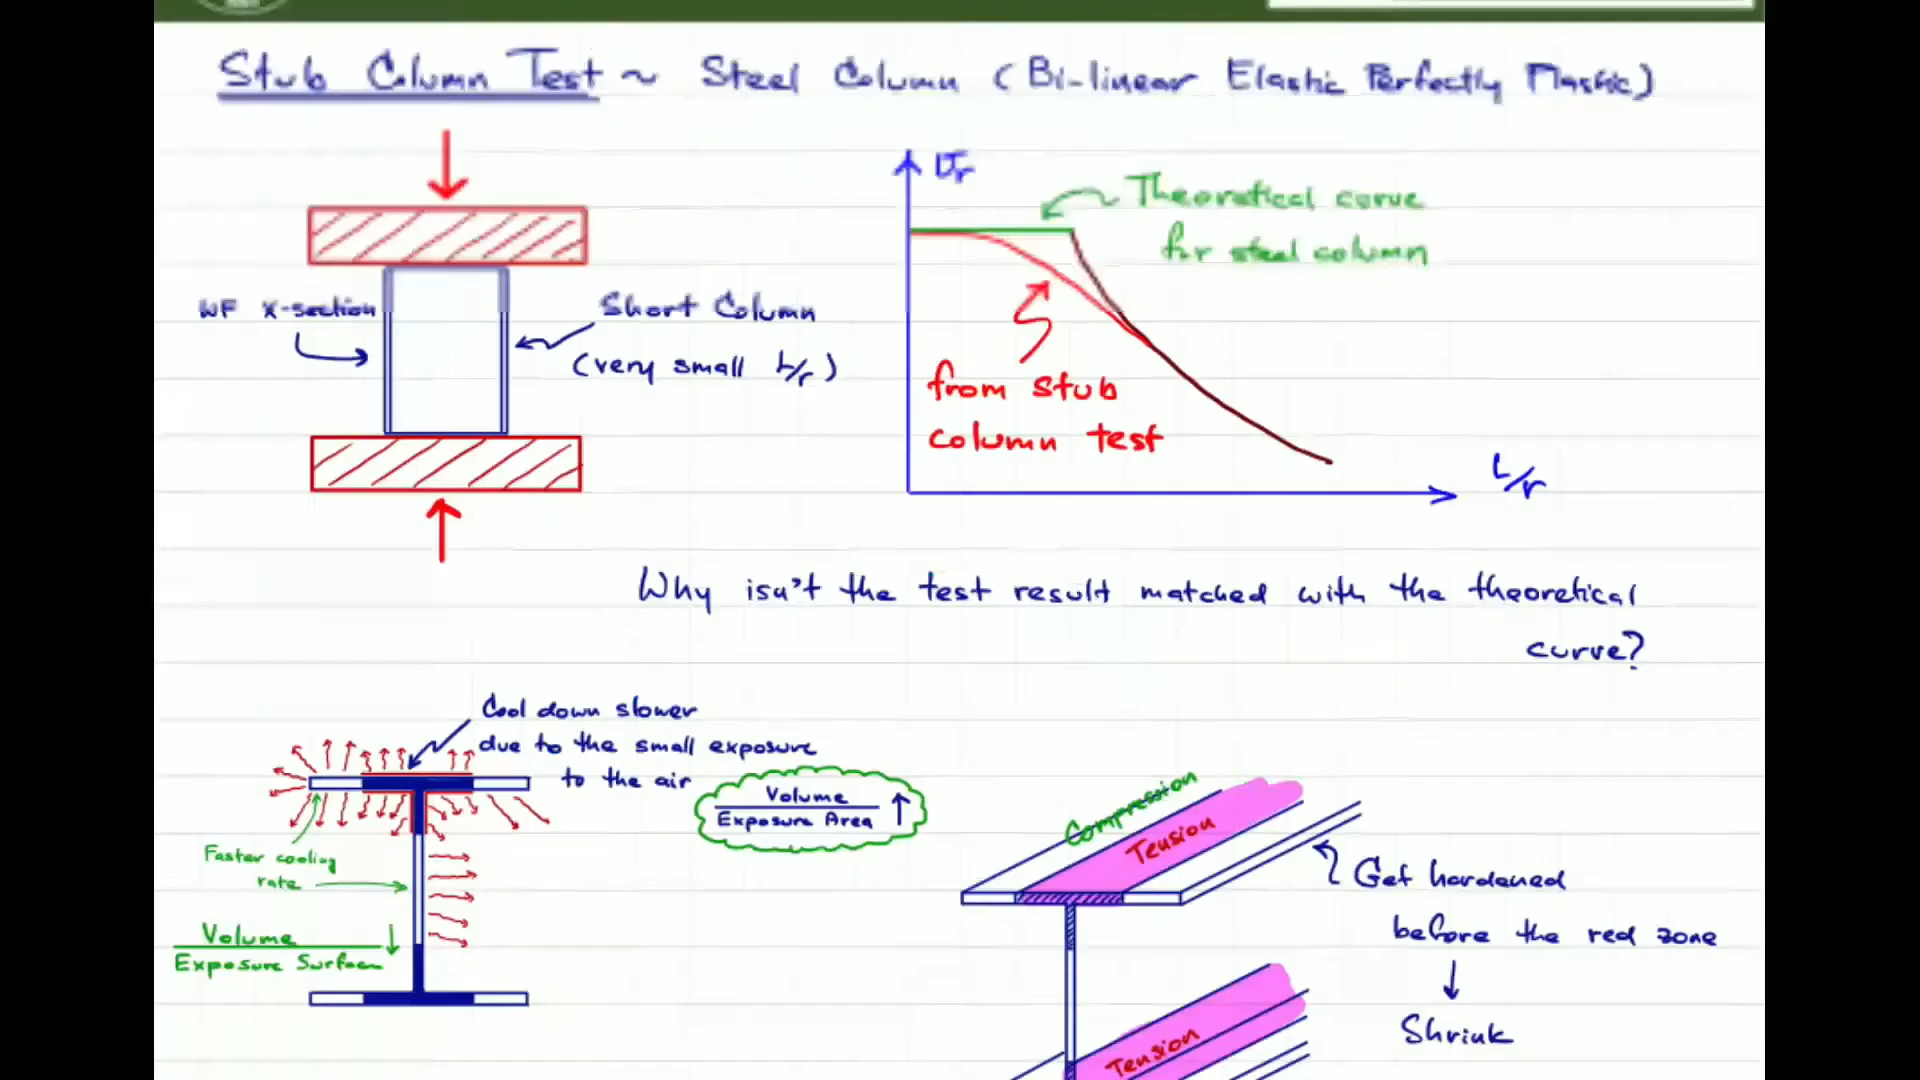 Stub Column Test ~ Steel Column (Bi-linear Elastic Perfectly Plastic)
σr
Theoretical curve
for steel column
WF X-section
Short Column
(very small L/r)
from stub
column test
L/r
Why isn't the test result matched with the theoretical
curve?
Cool down slower
due to the small exposure
to the air
Volume
Exposure Area ↑
Faster cooling
rate
Volume
Exposure Surface ↓
Compression
Tension
Get hardened
before the red zone
↓
Shrink
Tension